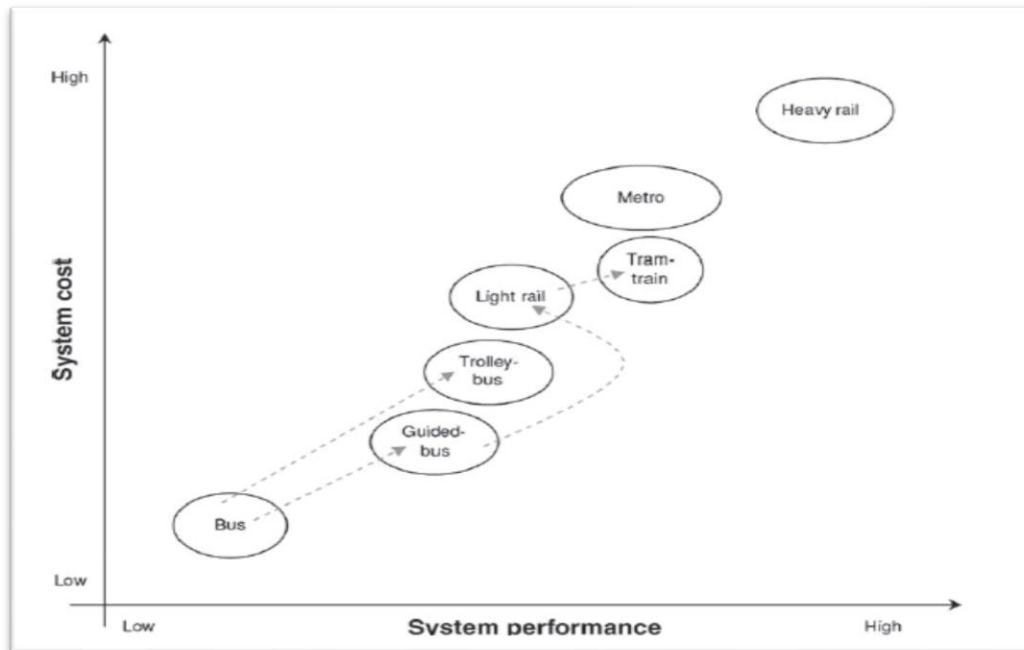 High
Heavy rail
Metro
Tram-
train
Light rail
Trolley-
bus
Guided-
bus
Bus
Low
Low
High
System cost
System performance